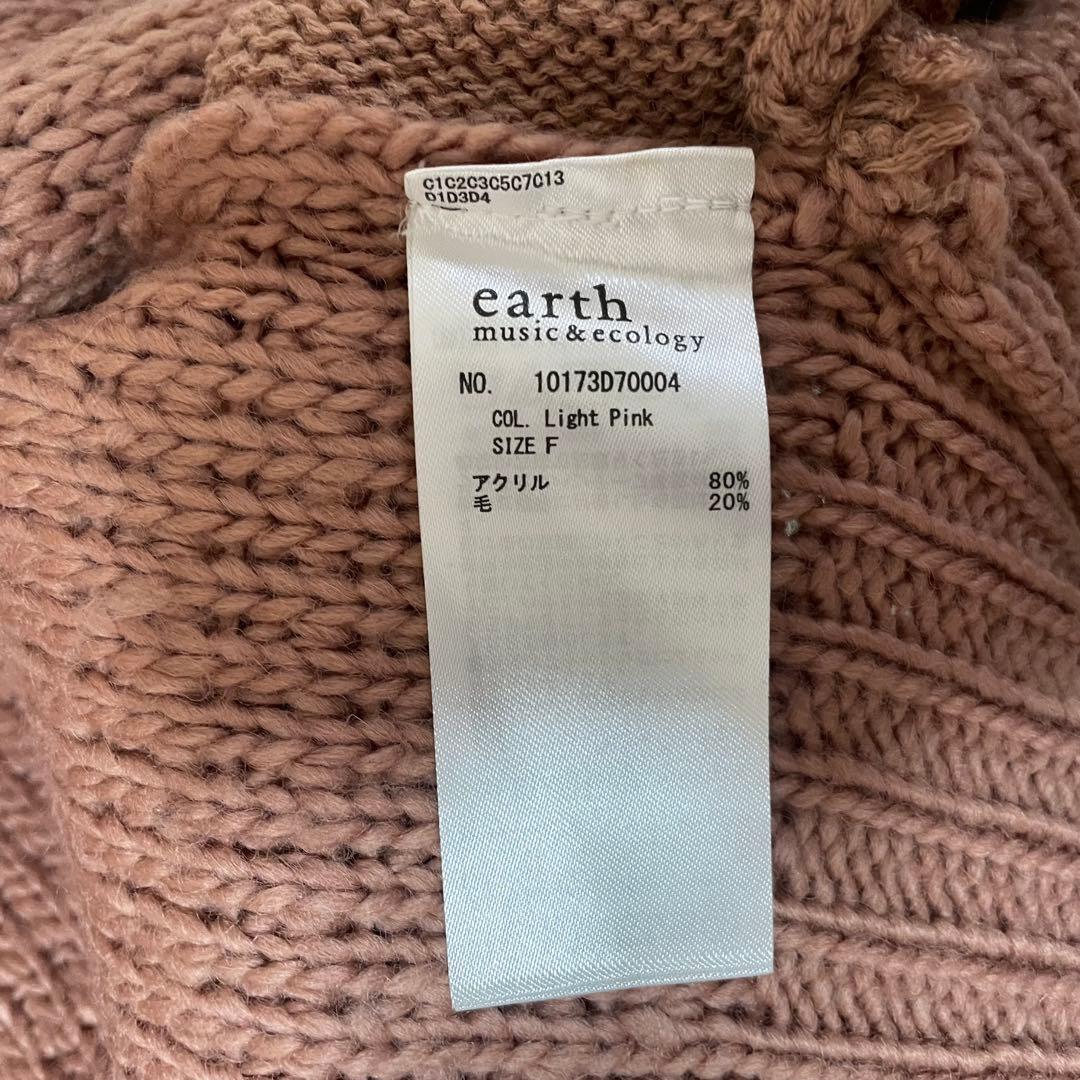 C1C2C3C5C7C13
D1D3D4
earth
music&ecology
NO. 10173D70004
COL. Light Pink
SIZE F
アクリル 80%
毛 20%